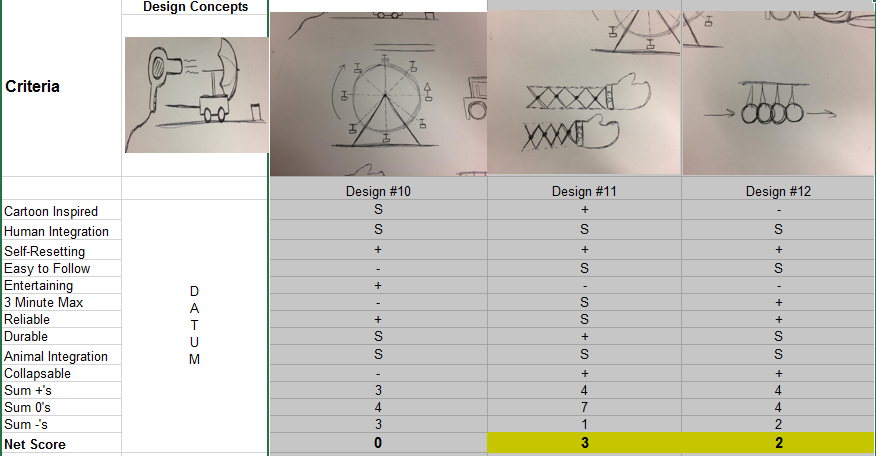 Design Concepts
Criteria
Design #10 Design #11 Design #12
Cartoon Inspired S + -
Human Integration S S S
Self-Resetting + + +
Easy to Follow - S S
Entertaining + - -
3 Minute Max - S +
Reliable + S +
Durable S + S
Animal Integration S S S
Collapsable - + +
D
A
T
U
M
Sum +'s 3 4 4
Sum 0's 4 7 4
Sum -'s 3 1 2
Net Score 0 3 2